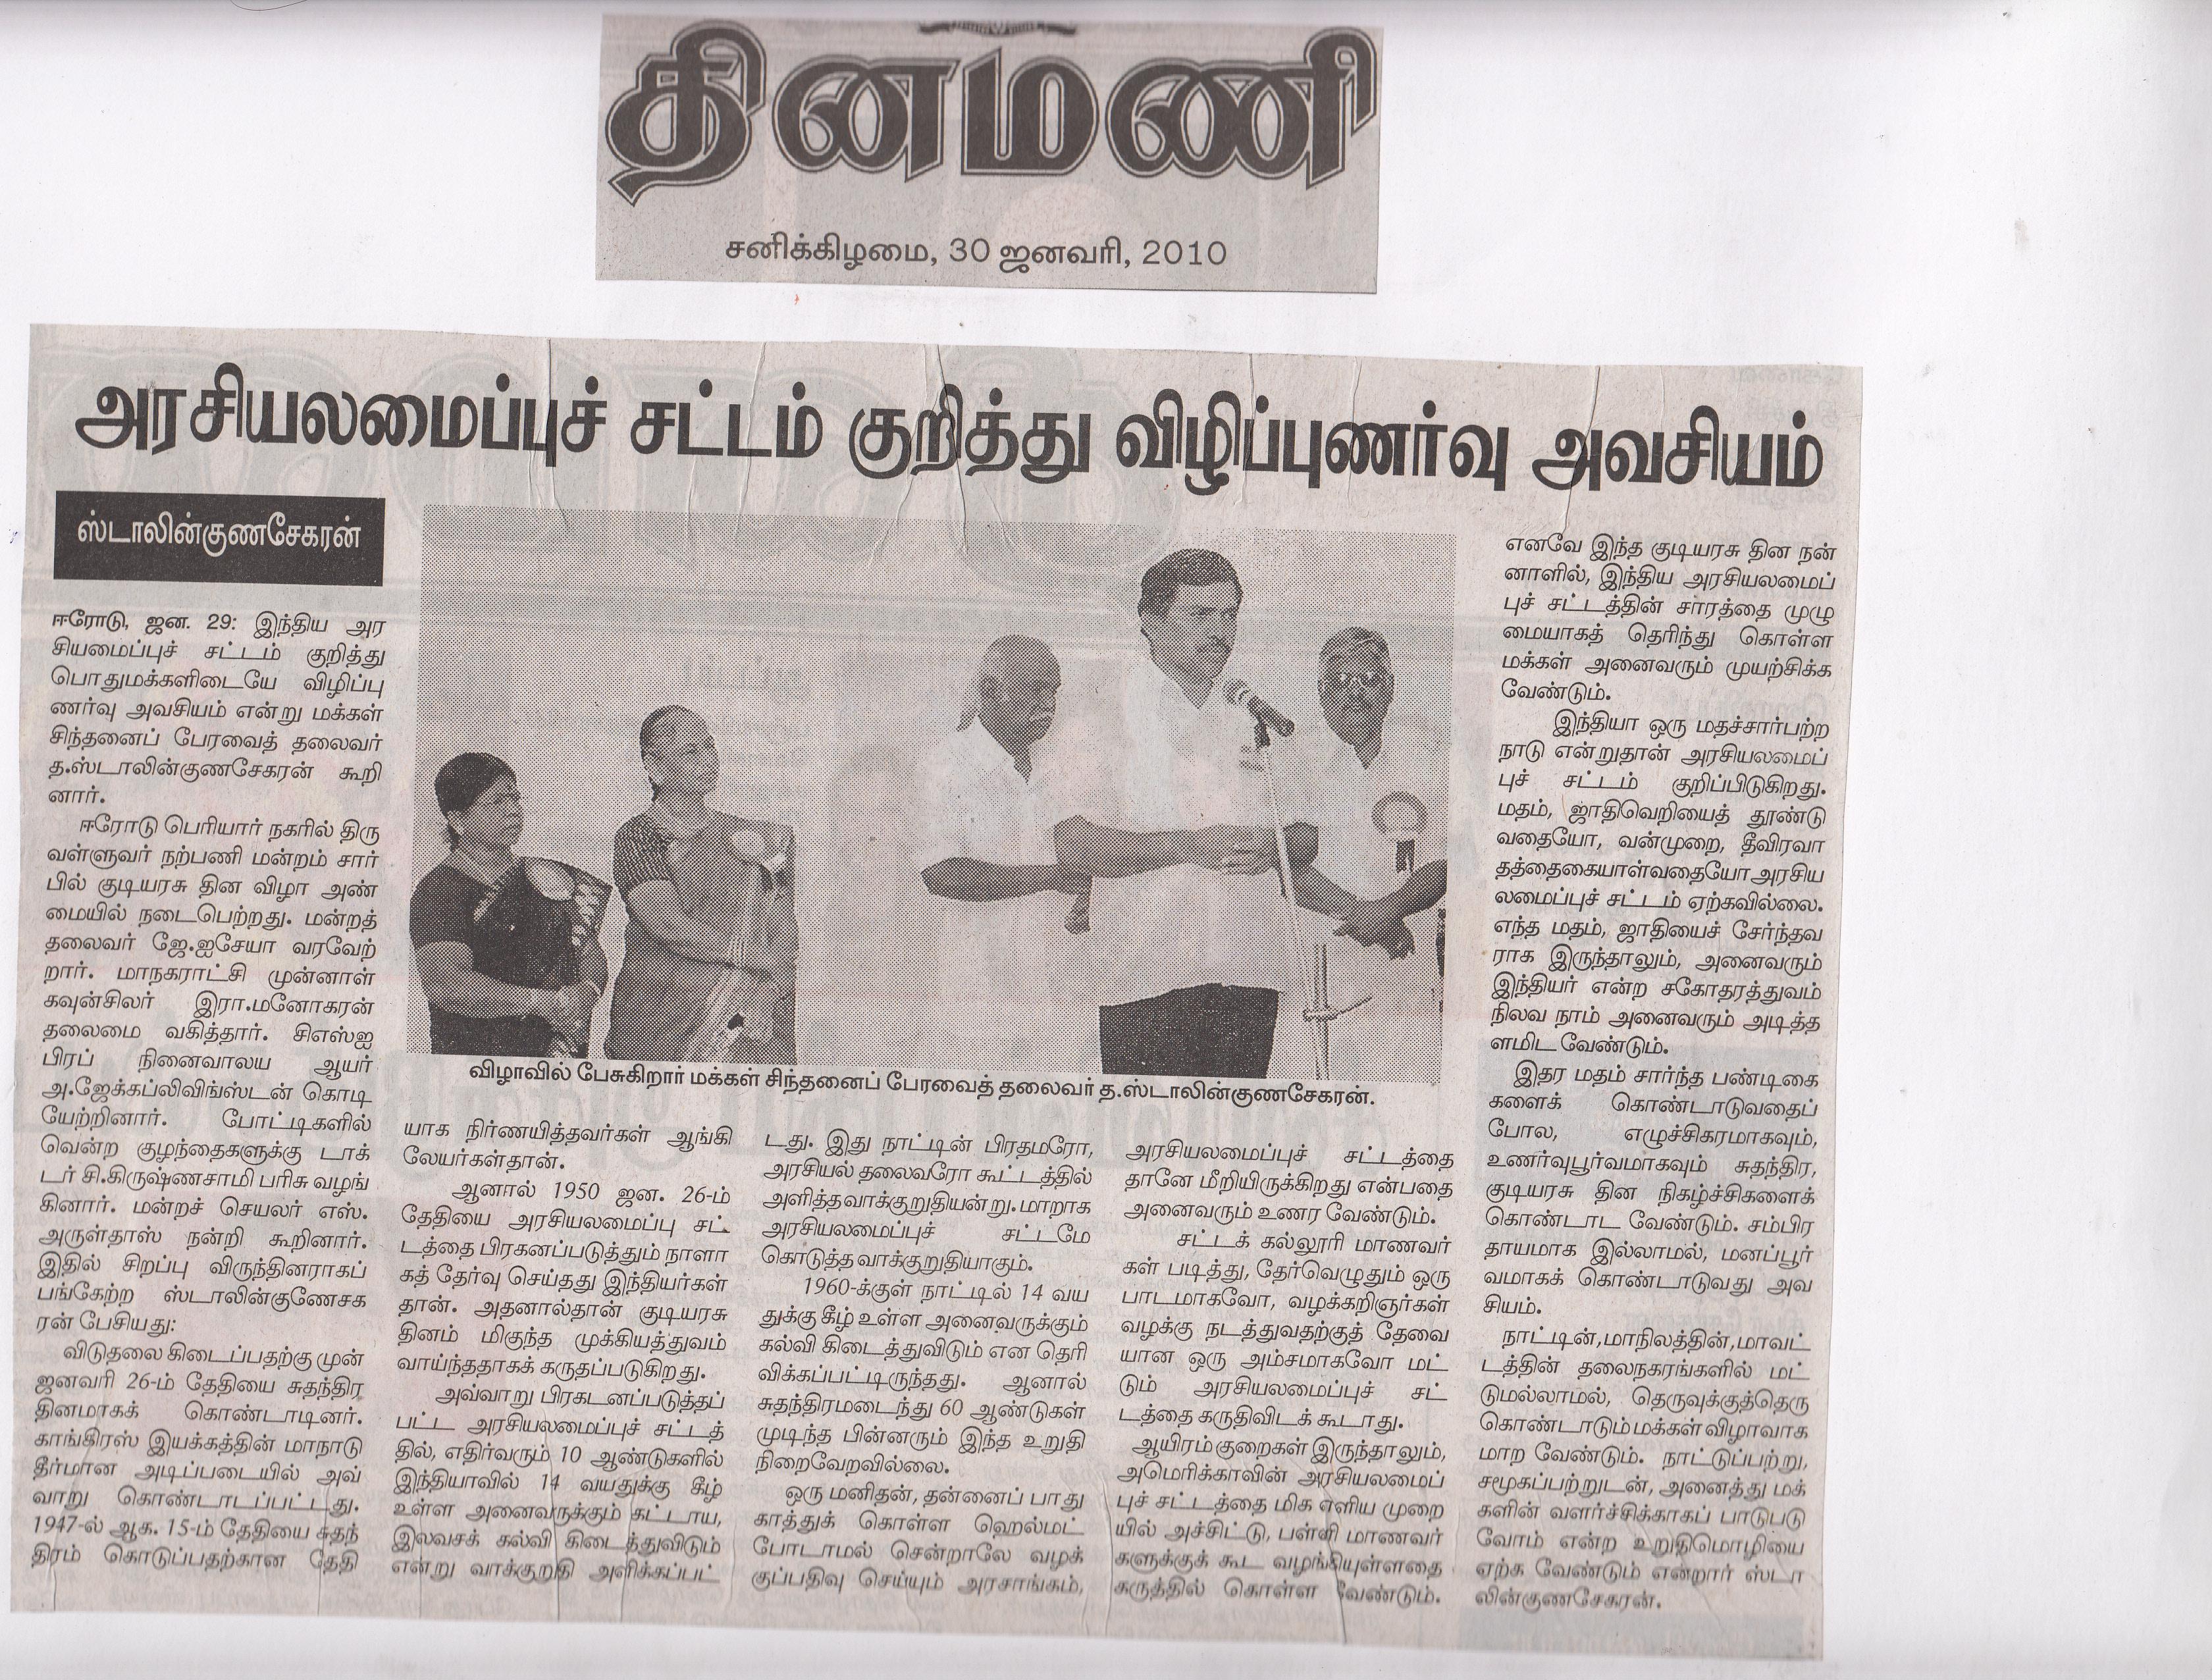 தினமணி
சனிக்கிழமை, 30 ஜனவரி, 2010
அரசியலமைப்புச் சட்டம் குறித்து விழிப்புணர்வு அவசியம்
ஸ்டாலின்குணசேகரன்
ஈரோடு, ஜன. 29: இந்திய அர
சியமைப்புச் சட்டம் குறித்து
பொதுமக்களிடையே விழிப்பு
ணர்வு அவசியம் என்று மக்கள்
சிந்தனைப் பேரவைத் தலைவர்
த.ஸ்டாலின்குணசேகரன் கூறி
னார்.
ஈரோடு பெரியார் நகரில் திரு
வள்ளுவர் நற்பணி மன்றம் சார்
பில் குடியரசு தின விழா அண்
மையில் நடைபெற்றது. மன்றத்
தலைவர் ஜே.ஐசேயா வரவேற்
றார். மாநகராட்சி முன்னாள்
கவுன்சிலர் இரா.மனோகரன்
தலைமை வகித்தார். சிஎஸ்ஐ
பிரப் நினைவாலய ஆயர்
அ.ஜேக்கப்லிவிங்ஸ்டன் கொடி
யேற்றினார். போட்டிகளில்
வென்ற குழந்தைகளுக்கு டாக்
டர் சி.கிருஷ்ணசாமி பரிசு வழங்
கினார். மன்றச் செயலர் எஸ்.
அருள்தாஸ் நன்றி கூறினார்.
இதில் சிறப்பு விருந்தினராகப்
பங்கேற்ற ஸ்டாலின்குணேசக
ரன் பேசியது:
விடுதலை கிடைப்பதற்கு முன்
ஜனவரி 26-ம் தேதியை சுதந்திர
தினமாகக் கொண்டாடினர்.
காங்கிரஸ் இயக்கத்தின் மாநாடு
தீர்மான அடிப்படையில் அவ்
வாறு கொண்டாடப்பட்டது.
1947-ல் ஆக. 15-ம் தேதியை சுதந்
திரம் கொடுப்பதற்கான தேதி
விழாவில் பேசுகிறார் மக்கள் சிந்தனைப் பேரவைத் தலைவர் த.ஸ்டாலின்குணசேகரன்.
யாக நிர்ணயித்தவர்கள் ஆங்கி
லேயர்கள்தான்.
ஆனால் 1950 ஜன. 26-ம்
தேதியை அரசியலமைப்பு சட்
டத்தை பிரகனப்படுத்தும் நாளா
கத் தேர்வு செய்தது இந்தியர்கள்
தான். அதனால்தான் குடியரசு
தினம் மிகுந்த முக்கியத்துவம்
வாய்ந்ததாகக் கருதப்படுகிறது.
அவ்வாறு பிரகடனப்படுத்தப்
பட்ட அரசியலமைப்புச் சட்டத்
தில், எதிர்வரும் 10 ஆண்டுகளில்
இந்தியாவில் 14 வயதுக்கு கீழ்
உள்ள அனைவருக்கும் கட்டாய,
இலவசக் கல்வி கிடைத்துவிடும்
என்று வாக்குறுதி அளிக்கப்பட்
டது. இது நாட்டின் பிரதமரோ,
அரசியல் தலைவரோ கூட்டத்தில்
அளித்தவாக்குறுதியன்று.மாறாக
அரசியலமைப்புச் சட்டமே
கொடுத்தவாக்குறுதியாகும்.
1960-க்குள் நாட்டில் 14 வய
துக்கு கீழ் உள்ள அனைவருக்கும்
கல்வி கிடைத்துவிடும் என தெரி
விக்கப்பட்டிருந்தது. ஆனால்
சுதந்திரமடைந்து 60 ஆண்டுகள்
முடிந்த பின்னரும் இந்த உறுதி
நிறைவேறவில்லை.
ஒரு மனிதன், தன்னைப் பாது
காத்துக் கொள்ள ஹெல்மட்
போடாமல் சென்றாலே வழக்
குப்பதிவு செய்யும் அரசாங்கம்,
அரசியலமைப்புச் சட்டத்தை
தானே மீறியிருக்கிறது என்பதை
அனைவரும் உணர வேண்டும்.
சட்டக் கல்லூரி மாணவர்
கள் படித்து, தேர்வெழுதும் ஒரு
பாடமாகவோ, வழக்கறிஞர்கள்
வழக்கு நடத்துவதற்குத் தேவை
யான ஒரு அம்சமாகவோ மட்
டும் அரசியலமைப்புச் சட்
டத்தை கருதிவிடக் கூடாது.
ஆயிரம்குறைகள் இருந்தாலும்,
அமெரிக்காவின் அரசியலமைப்
புச் சட்டத்தை மிக எளிய முறை
யில் அச்சிட்டு, பள்ளி மாணவர்
களுக்குக் கூட வழங்கியுள்ளதை
கருத்தில் கொள்ள வேண்டும்.
எனவே இந்த குடியரசு தின நன்
னாளில், இந்திய அரசியலமைப்
புச் சட்டத்தின் சாரத்தை முழு
மையாகத் தெரிந்து கொள்ள
மக்கள் அனைவரும் முயற்சிக்க
வேண்டும்.
இந்தியா ஒரு மதச்சார்பற்ற
நாடு என்றுதான் அரசியலமைப்
புச் சட்டம் குறிப்பிடுகிறது.
மதம், ஜாதிவெறியைத் தூண்டு
வதையோ, வன்முறை, தீவிரவா
தத்தைகையாள்வதையோ அரசிய
லமைப்புச் சட்டம் ஏற்கவில்லை.
எந்த மதம், ஜாதியைச் சேர்ந்தவ
ராக இருந்தாலும், அனைவரும்
இந்தியர் என்ற சகோதரத்துவம்
நிலவ நாம் அனைவரும் அடித்த
ளமிட வேண்டும்.
இதர மதம் சார்ந்த பண்டிகை
களைக் கொண்டாடுவதைப்
போல, எழுச்சிகரமாகவும்,
உணர்வுபூர்வமாகவும் சுதந்திர,
குடியரசு தின நிகழ்ச்சிகளைக்
கொண்டாட வேண்டும். சம்பிர
தாயமாக இல்லாமல், மனப்பூர்
வமாகக் கொண்டாடுவது அவ
சியம்.
நாட்டின்,மாநிலத்தின்,மாவட்
டத்தின் தலைநகரங்களில் மட்
டுமல்லாமல், தெருவுக்குத்தெரு
கொண்டாடும்மக்கள் விழாவாக
மாற வேண்டும். நாட்டுப்பற்று,
சமூகப்பற்றுடன், அனைத்து மக்
களின் வளர்ச்சிக்காகப் பாடுபடு
வோம் என்ற உறுதிமொழியை
ஏற்க வேண்டும் என்றார் ஸ்டா
லின்குணசேகரன்.